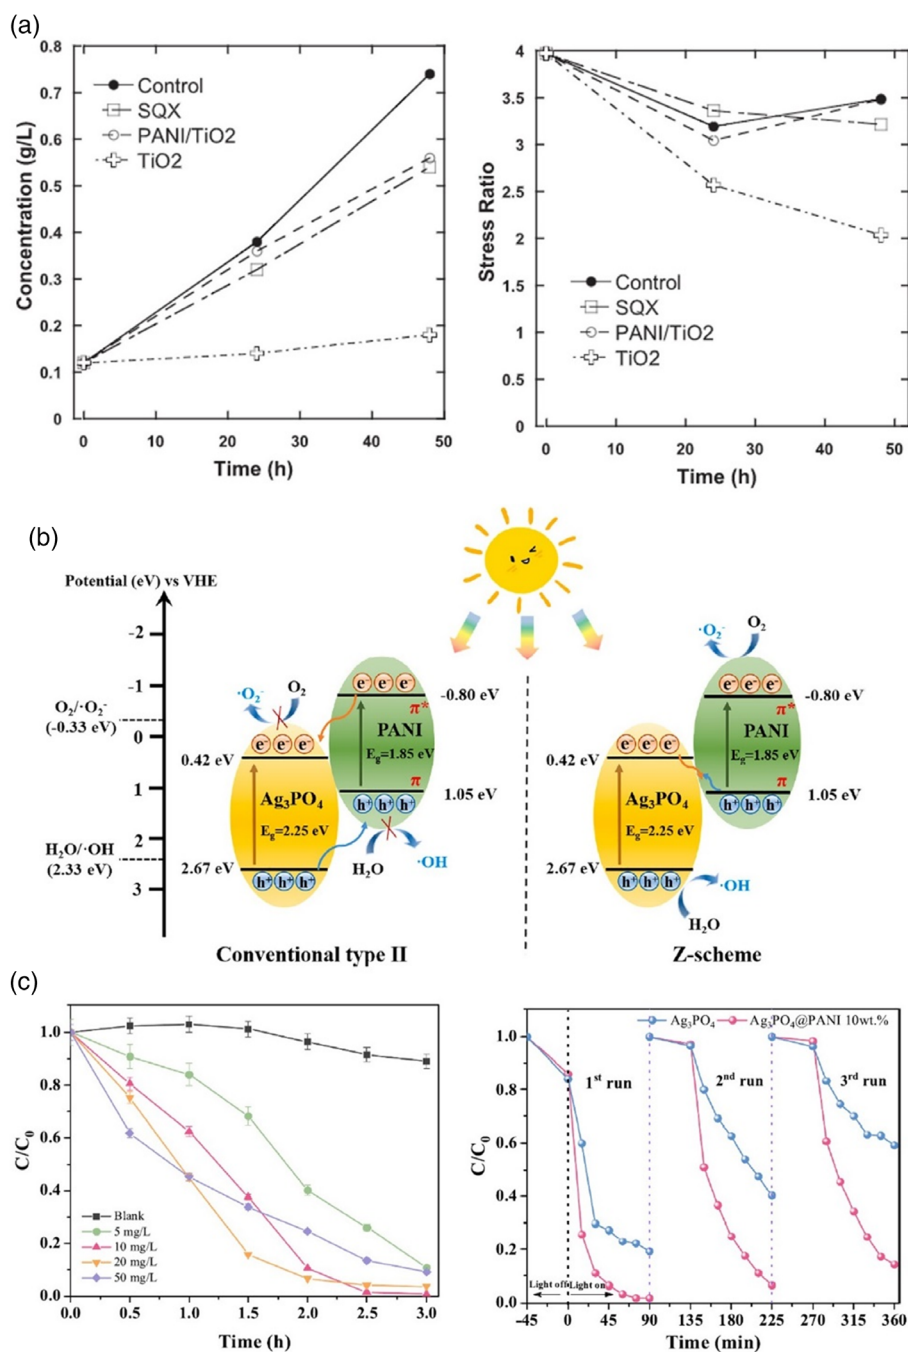 (a)
0.8
0.7
0.6
0.5
0.4
0.3
0.2
0.1
0
Concentration (g/L)
Control
SQX
PANI/TiO2
TiO2
0 10 20 30 40 50
Time (h)
4
3.5
3
2.5
2
1.5
1
0.5
0
Stress Ratio
Control
SQX
PANI/TiO2
TiO2
0 10 20 30 40 50
Time (h)
(b)
Potential (eV) vs VHE
-2
-1
0
1
2
3
O₂/·O₂⁻
(-0.33 eV)
H₂O/·OH
(2.33 eV)
·O₂⁻ O₂
e⁻ e⁻ e⁻
-0.80 eV
π*
PANI
E_g=1.85 eV
π
1.05 eV
h⁺ h⁺ h⁺
0.42 eV
e⁻ e⁻ e⁻
Ag₃PO₄
E_g=2.25 eV
2.67 eV
h⁺ h⁺ h⁺
H₂O ·OH
Conventional type II
·O₂⁻ O₂
e⁻ e⁻ e⁻
-0.80 eV
π*
PANI
E_g=1.85 eV
π
1.05 eV
h⁺ h⁺ h⁺
0.42 eV
e⁻ e⁻ e⁻
Ag₃PO₄
E_g=2.25 eV
2.67 eV
h⁺ h⁺ h⁺
·OH
H₂O
Z-scheme
(c)
1.0
0.8
0.6
0.4
0.2
0.0
C/C₀
Blank
5 mg/L
10 mg/L
20 mg/L
50 mg/L
0.0 0.5 1.0 1.5 2.0 2.5 3.0
Time (h)
Ag₃PO₄ Ag₃PO₄@PANI 10wt.%
1.0
0.8
0.6
0.4
0.2
0.0
C/C₀
1st run 2nd run 3rd run
Light off Light on
-45 0 45 90 135 180 225 270 315 360
Time (min)